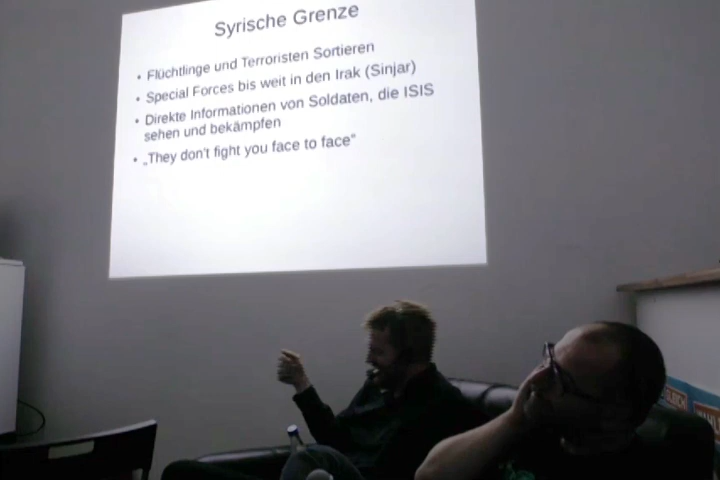 Syrische Grenze
• Flüchtlinge und Terroristen Sortieren
• Special Forces bis weit in den Irak (Sinjar)
• Direkte Informationen von Soldaten, die ISIS
sehen und bekämpfen
• „They don't fight you face to face“